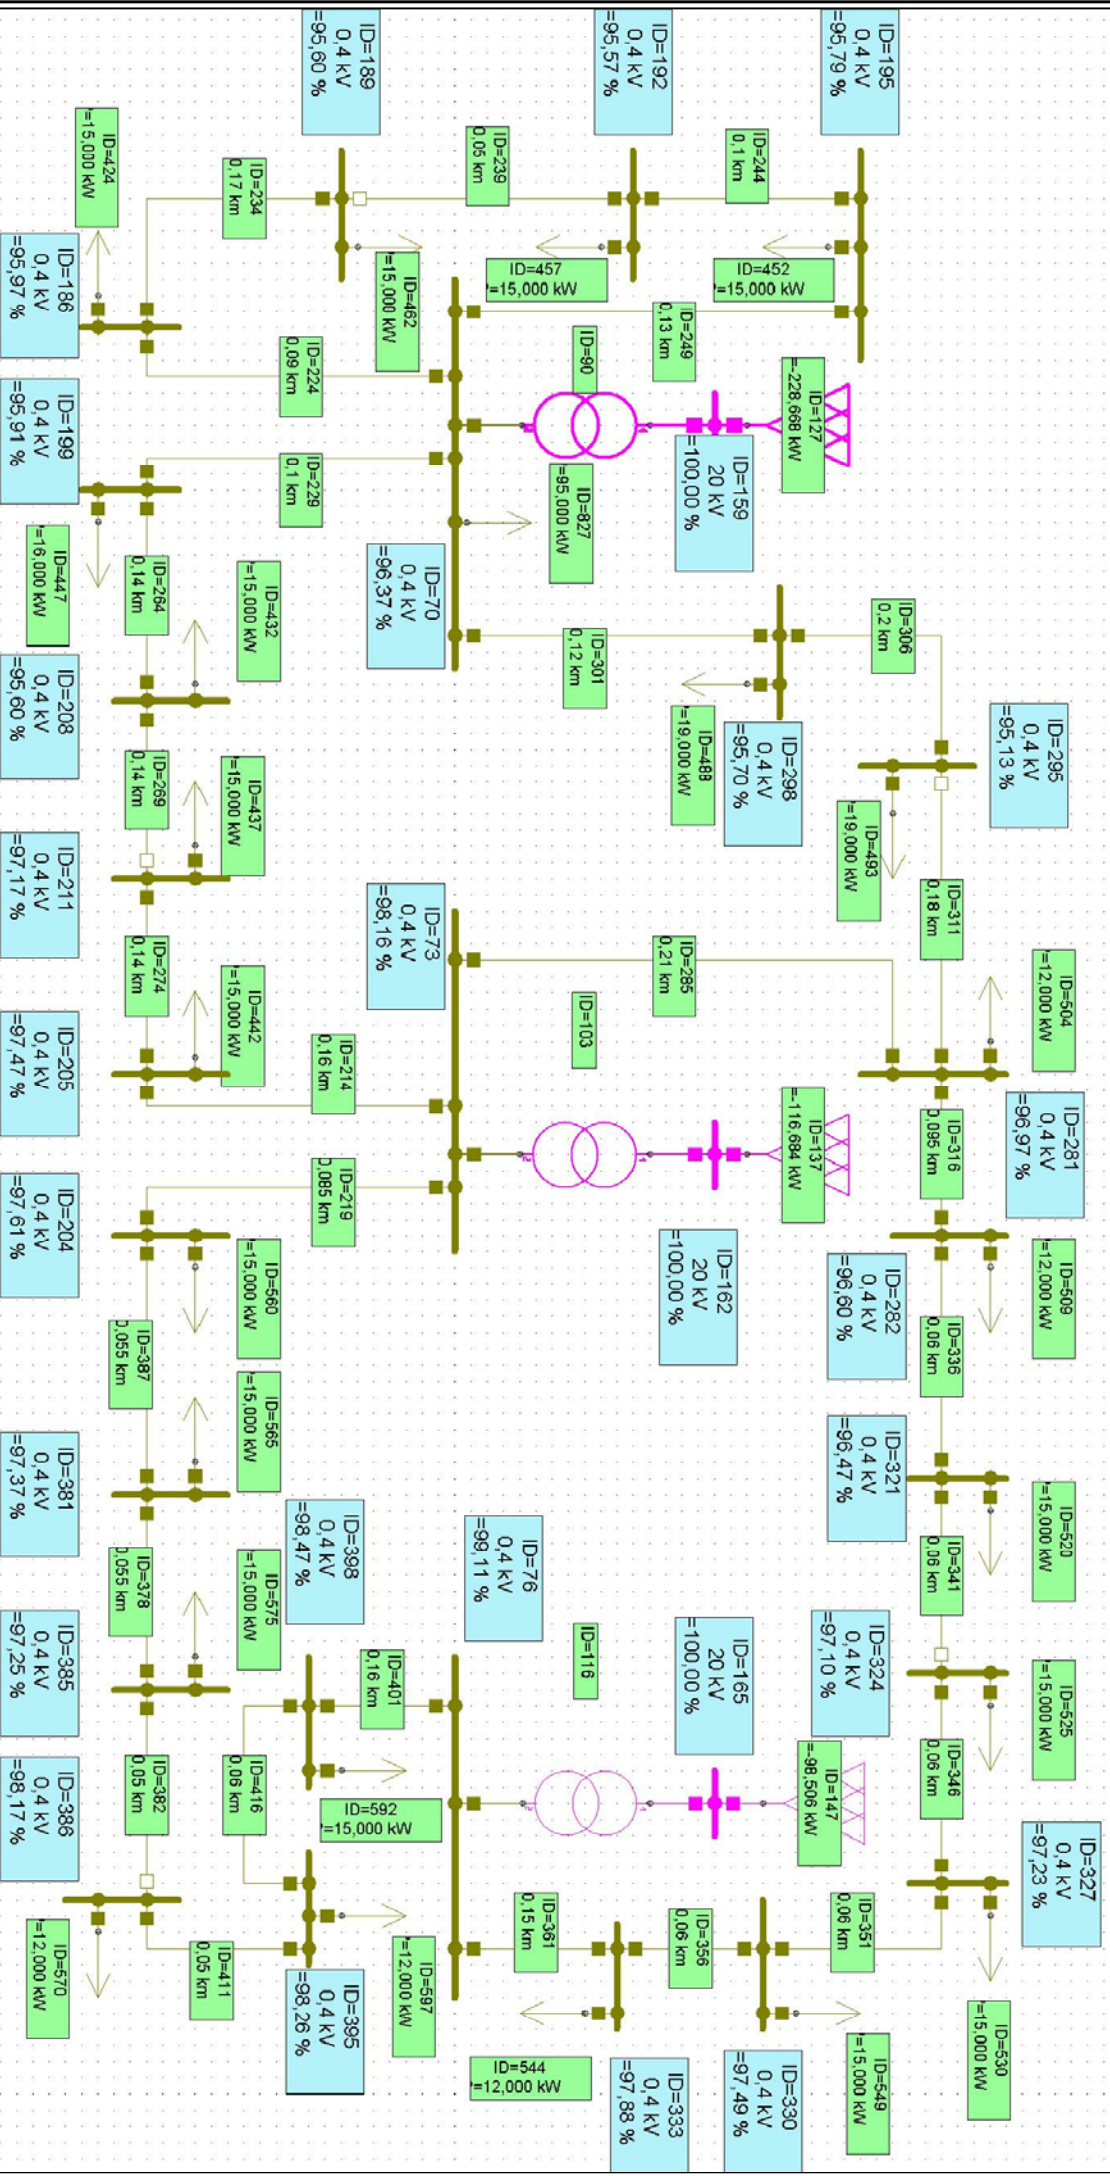 ID=195
0,4 kV
=95,79 %
ID=192
0,4 kV
=95,57 %
ID=189
0,4 kV
=95,60 %
ID=244
0,1 km
ID=239
0,05 km
ID=234
0,17 km
ID=424
'=15,000 kW
ID=452
'=15,000 kW
ID=457
'=15,000 kW
ID=462
'=15,000 kW
ID=186
0,4 kV
=95,97 %
ID=249
0,13 km
ID=90
ID=224
0,09 km
ID=127
=-228,668 kW
ID=159
20 kV
=100,00 %
ID=827
'=95,000 kW
ID=229
0,1 km
ID=199
0,4 kV
=95,91 %
ID=447
'=16,000 kW
ID=70
0,4 kV
=96,37 %
ID=264
0,14 km
ID=432
'=15,000 kW
ID=306
0,2 km
ID=301
0,12 km
ID=208
0,4 kV
=95,60 %
ID=295
0,4 kV
=95,13 %
ID=298
0,4 kV
=95,70 %
ID=488
'=19,000 kW
ID=269
0,14 km
ID=437
'=15,000 kW
ID=493
'=19,000 kW
ID=311
0,18 km
ID=211
0,4 kV
=97,17 %
ID=73
0,4 kV
=98,16 %
ID=285
0,21 km
ID=274
0,14 km
ID=442
'=15,000 kW
ID=504
'=12,000 kW
ID=103
ID=214
0,16 km
ID=205
0,4 kV
=97,47 %
ID=281
0,4 kV
=96,97 %
ID=316
0,095 km
ID=137
=-116,684 kW
ID=219
0,085 km
ID=204
0,4 kV
=97,61 %
ID=509
'=12,000 kW
ID=282
0,4 kV
=96,60 %
ID=162
20 kV
=100,00 %
ID=560
'=15,000 kW
ID=336
0,06 km
ID=387
0,055 km
ID=565
'=15,000 kW
ID=321
0,4 kV
=96,47 %
ID=381
0,4 kV
=97,37 %
ID=520
'=15,000 kW
ID=341
0,06 km
ID=76
0,4 kV
=99,11 %
ID=398
0,4 kV
=98,47 %
ID=378
0,055 km
ID=575
'=15,000 kW
ID=324
0,4 kV
=97,10 %
ID=165
20 kV
=100,00 %
ID=116
ID=401
0,16 km
ID=385
0,4 kV
=97,25 %
ID=525
'=15,000 kW
ID=346
0,06 km
ID=147
=-98,506 kW
ID=416
0,06 km
ID=382
0,05 km
ID=386
0,4 kV
=98,17 %
ID=592
'=15,000 kW
ID=327
0,4 kV
=97,23 %
ID=351
0,06 km
ID=356
0,06 km
ID=361
0,15 km
ID=597
'=12,000 kW
ID=411
0,05 km
ID=570
'=12,000 kW
ID=395
0,4 kV
=98,26 %
ID=530
'=15,000 kW
ID=549
'=15,000 kW
ID=330
0,4 kV
=97,49 %
ID=333
0,4 kV
=97,88 %
ID=544
'=12,000 kW